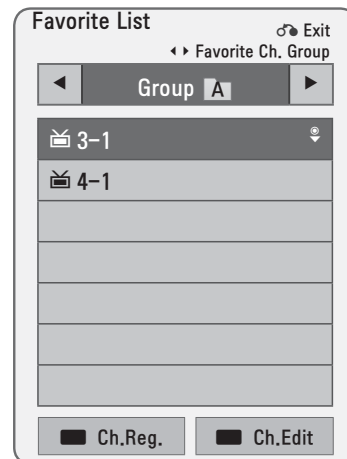 Favorite List
Exit
Favorite Ch. Group
Group A
3-1
4-1
Ch.Reg.
Ch.Edit